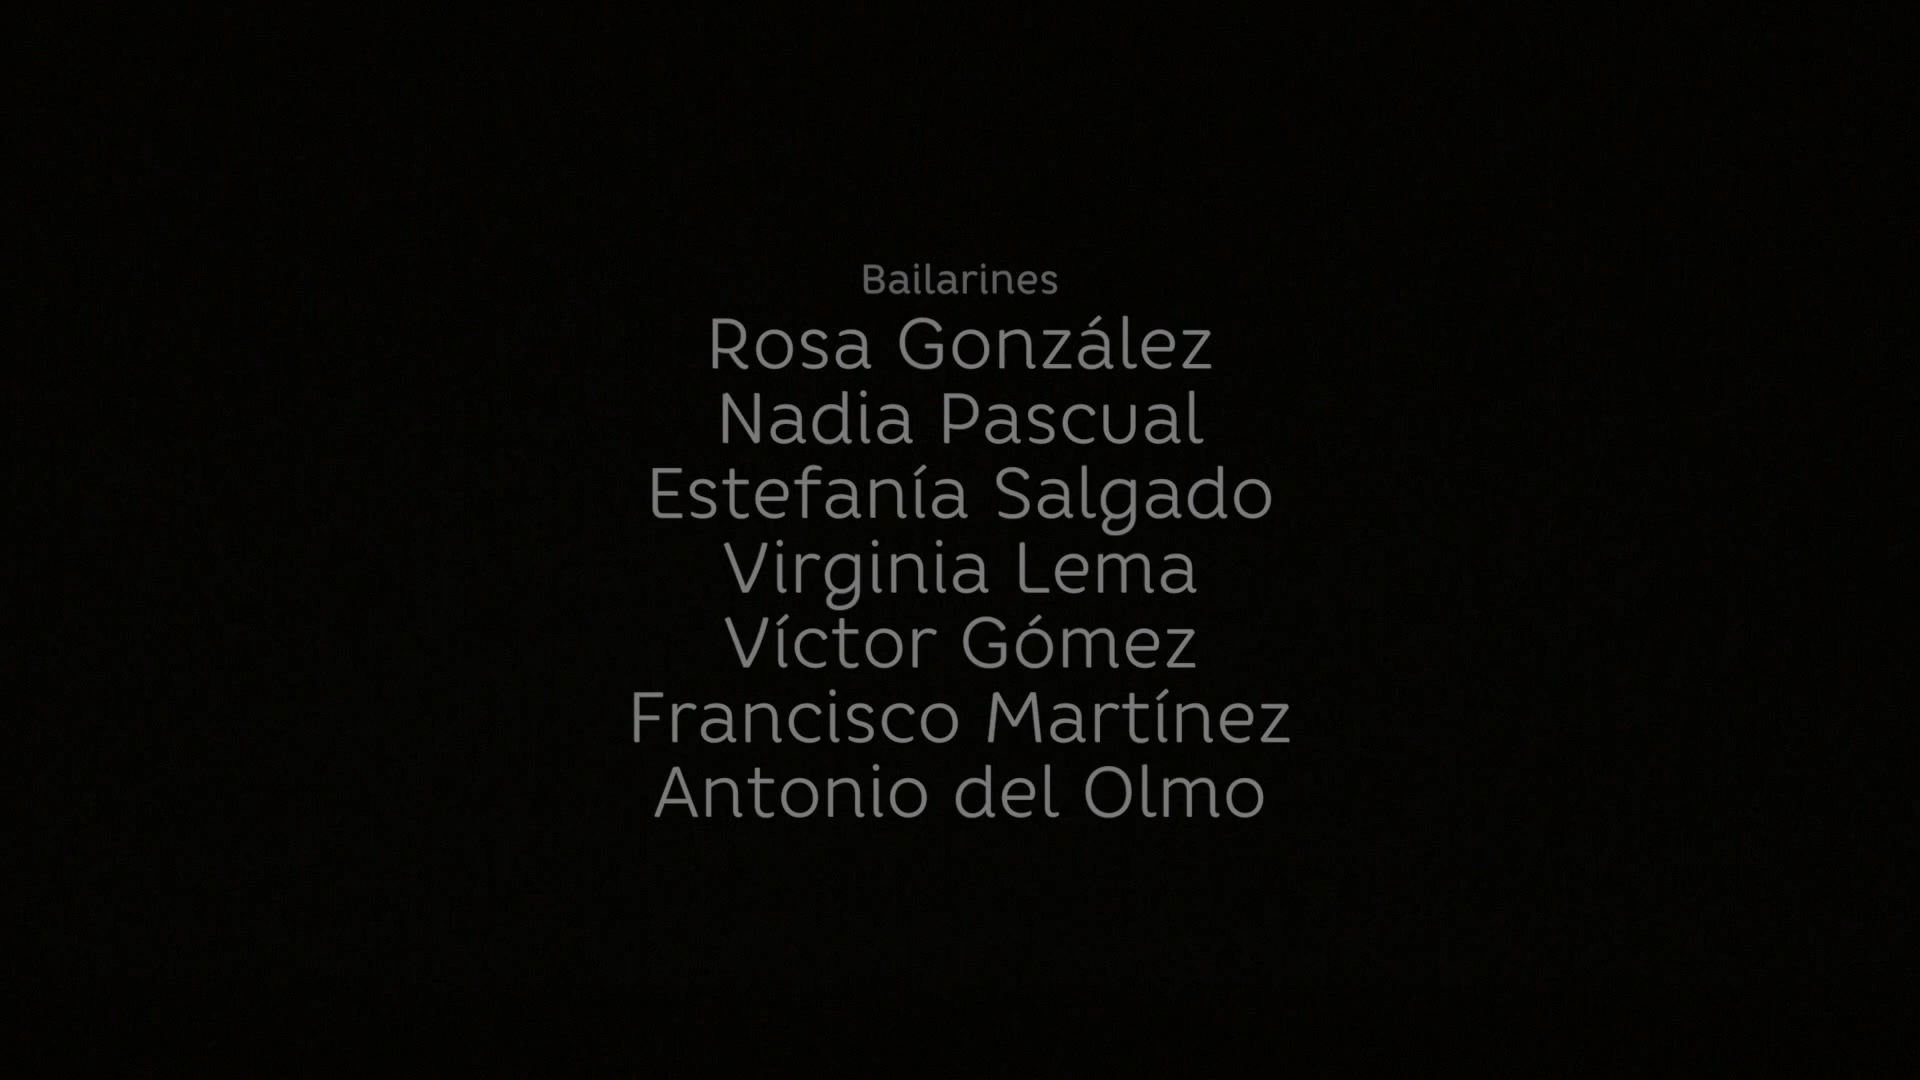 Bailarines
Rosa González
Nadia Pascual
Estefanía Salgado
Virginia Lema
Víctor Gómez
Francisco Martínez
Antonio del Olmo